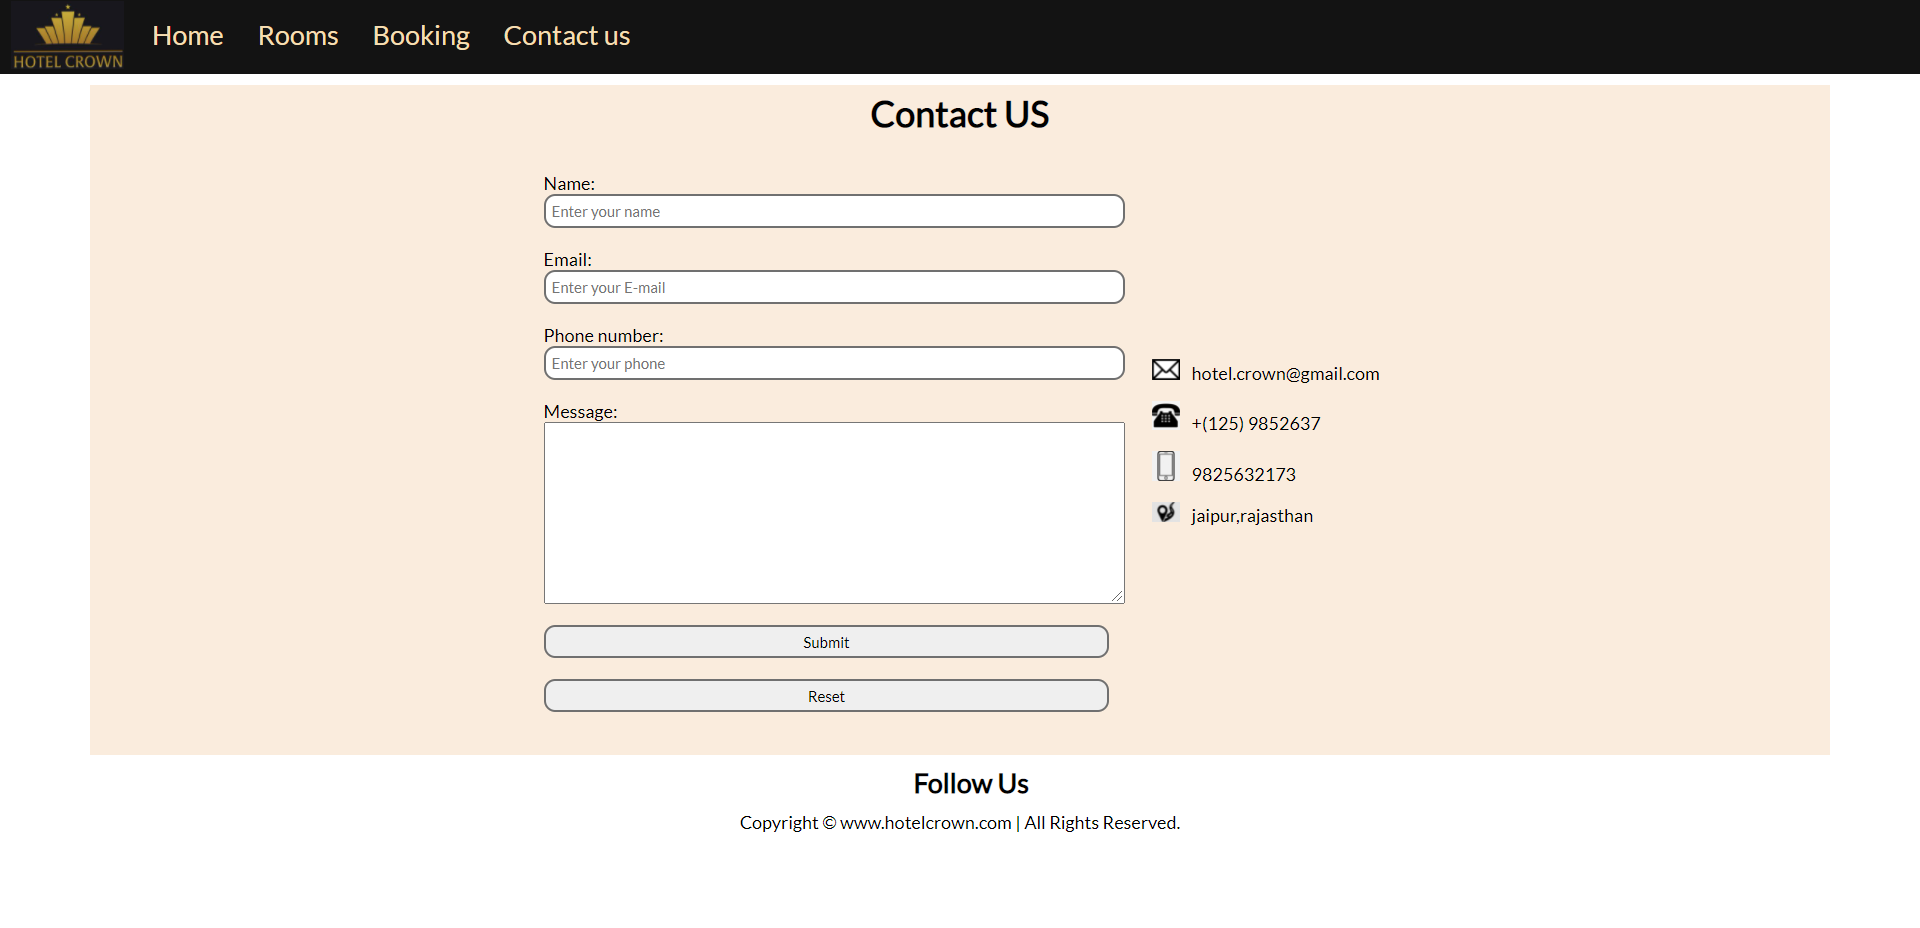 HOTEL CROWN
Home Rooms Booking Contact us
Contact US
Name:
Enter your name
Email:
Enter your E-mail
Phone number:
Enter your phone
Message:
Submit
Reset
hotel.crown@gmail.com
+(125) 9852637
9825632173
jaipur,rajasthan
Follow Us
Copyright © www.hotelcrown.com | All Rights Reserved.